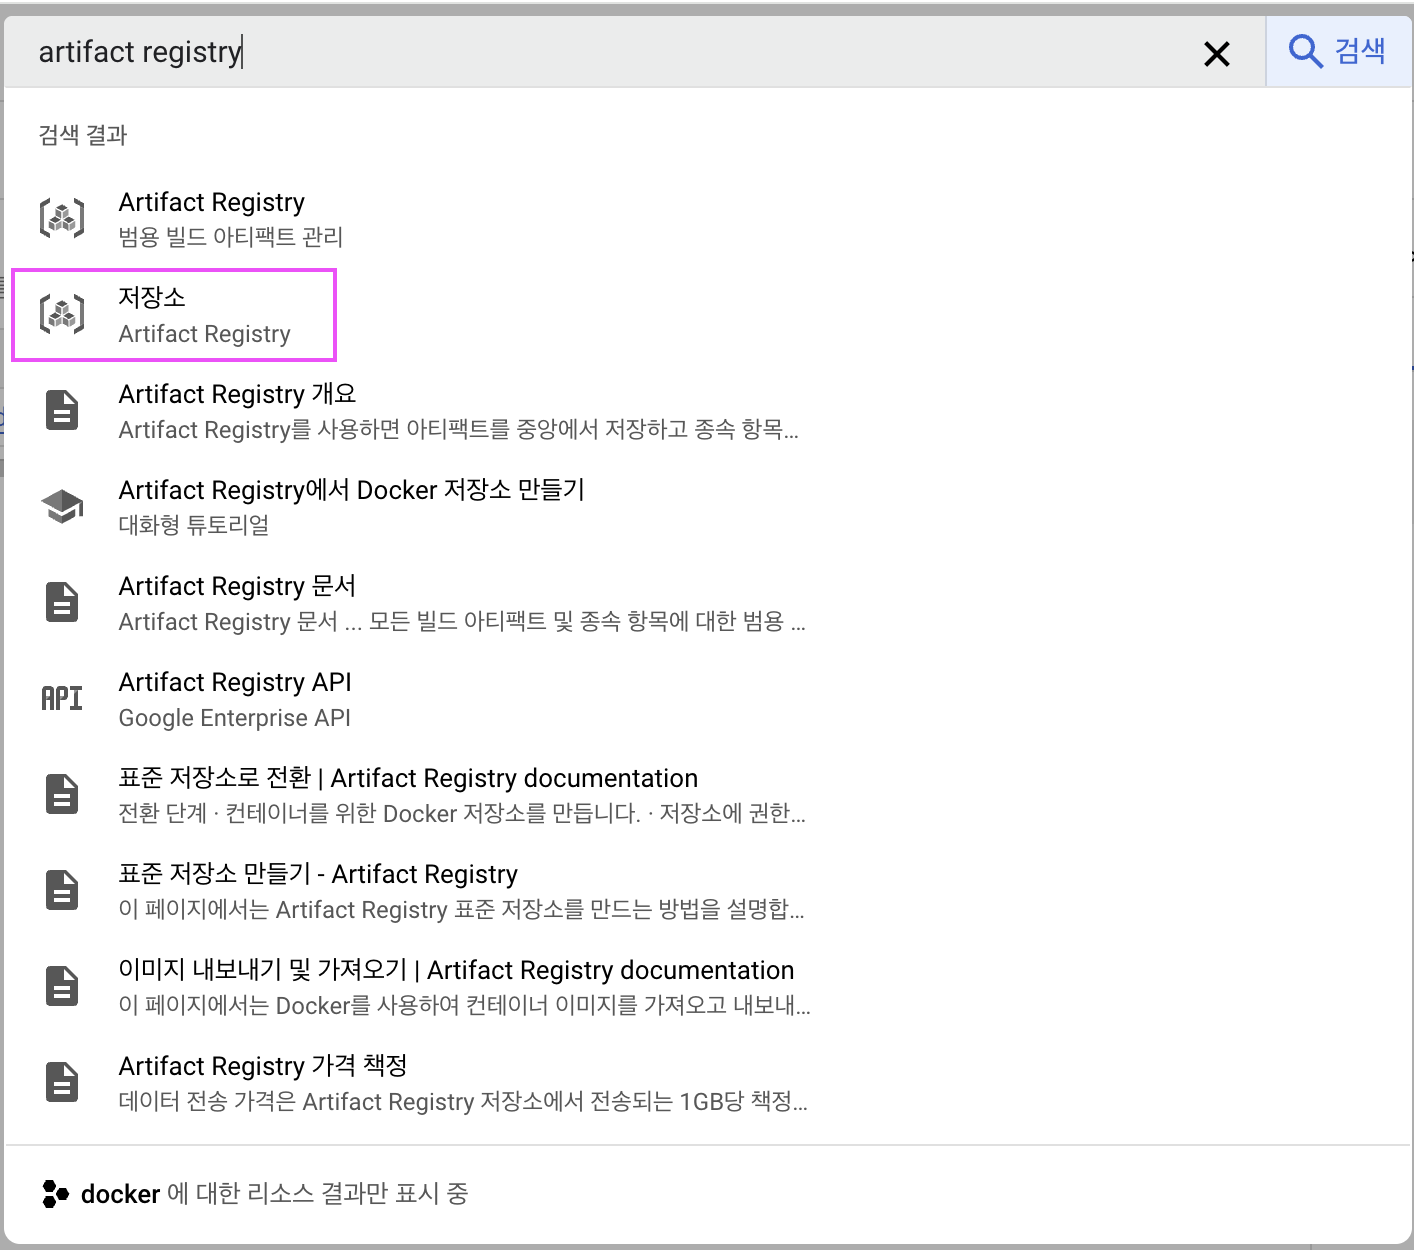 artifact registry
검색
검색 결과
Artifact Registry
범용 빌드 아티팩트 관리
저장소
Artifact Registry
Artifact Registry 개요
Artifact Registry를 사용하면 아티팩트를 중앙에서 저장하고 종속 항목...
Artifact Registry에서 Docker 저장소 만들기
대화형 튜토리얼
Artifact Registry 문서
Artifact Registry 문서 ... 모든 빌드 아티팩트 및 종속 항목에 대한 범용 ...
API
Artifact Registry API
Google Enterprise API
표준 저장소로 전환 | Artifact Registry documentation
전환 단계 · 컨테이너를 위한 Docker 저장소를 만듭니다. · 저장소에 권한...
표준 저장소 만들기 - Artifact Registry
이 페이지에서는 Artifact Registry 표준 저장소를 만드는 방법을 설명합...
이미지 내보내기 및 가져오기 | Artifact Registry documentation
이 페이지에서는 Docker를 사용하여 컨테이너 이미지를 가져오고 내보내...
Artifact Registry 가격 책정
데이터 전송 가격은 Artifact Registry 저장소에서 전송되는 1GB당 책정...
docker 에 대한 리소스 결과만 표시 중